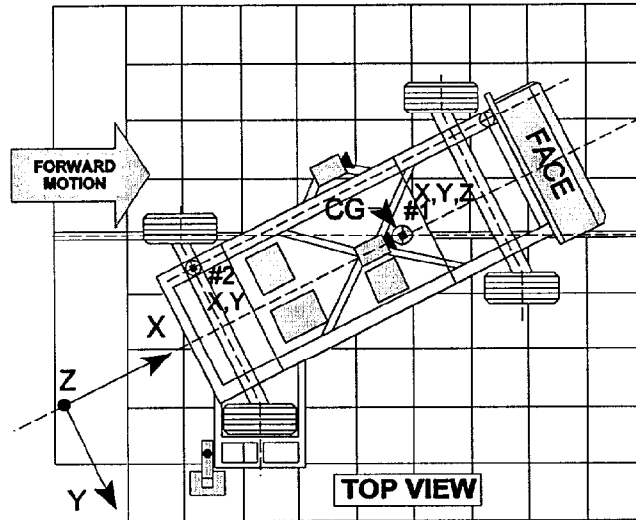 FORWARD
MOTION
FACE
X,Y,Z
CG
#1
#2
X,Y
X
Z
Y
TOP VIEW